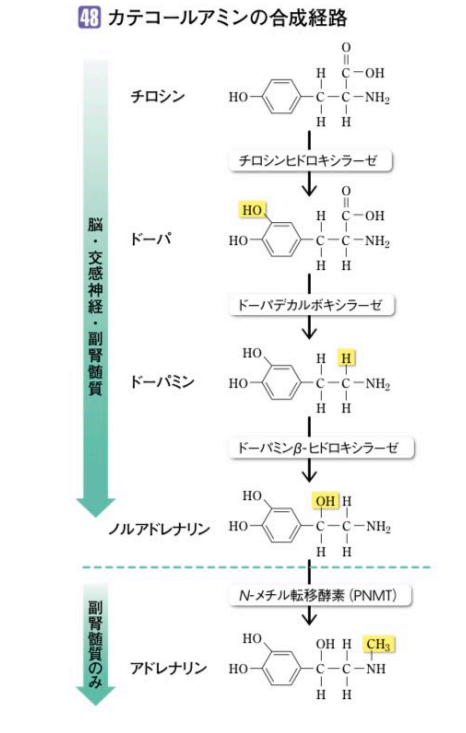 48 カテコールアミンの合成経路
脳・交感神経・副腎髄質
チロシン
HO
H
O
C-OH
C-C-NH₂
H H
チロシンヒドロキシラーゼ
ドーパ
HO
HO
H
O
C-OH
C-C-NH₂
H H
ドーパデカルボキシラーゼ
ドーパミン
HO
HO
H H
C-C-NH₂
H H
ドーパミンβ-ヒドロキシラーゼ
ノルアドレナリン
HO
HO
OH H
C-C-NH₂
H H
副腎髄質のみ
N-メチル転移酵素 (PNMT)
アドレナリン
HO
HO
OH H CH₃
C-C-NH
H H